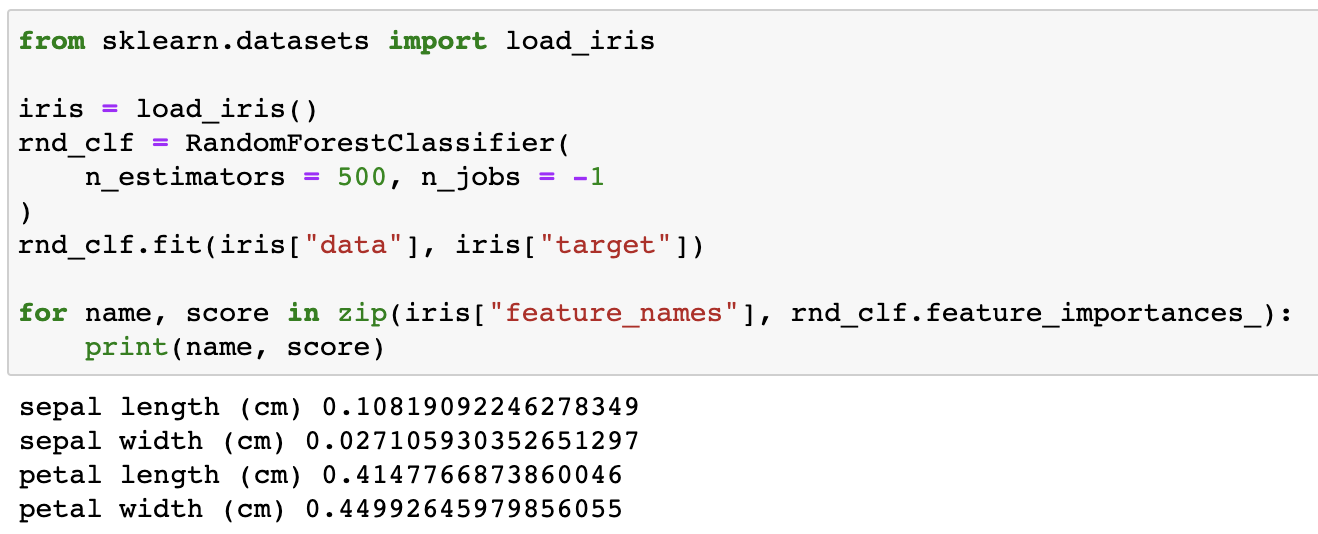 from sklearn.datasets import load_iris
iris = load_iris()
rnd_clf = RandomForestClassifier(
    n_estimators = 500, n_jobs = -1
)
rnd_clf.fit(iris["data"], iris["target"])
for name, score in zip(iris["feature_names"], rnd_clf.feature_importances_):
    print(name, score)
sepal length (cm) 0.10819092246278349
sepal width (cm) 0.027105930352651297
petal length (cm) 0.4147766873860046
petal width (cm) 0.44992645979856055